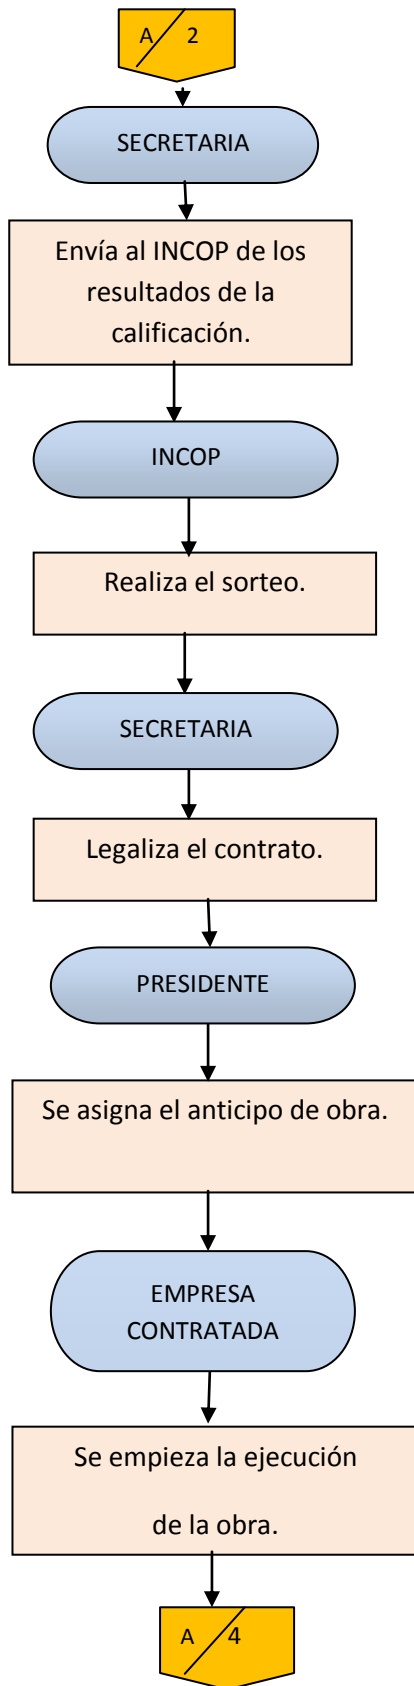 A 2
SECRETARIA
Envía al INCOP de los
resultados de la
calificación.
INCOP
Realiza el sorteo.
SECRETARIA
Legaliza el contrato.
PRESIDENTE
Se asigna el anticipo de obra.
EMPRESA
CONTRATADA
Se empieza la ejecución
de la obra.
A 4